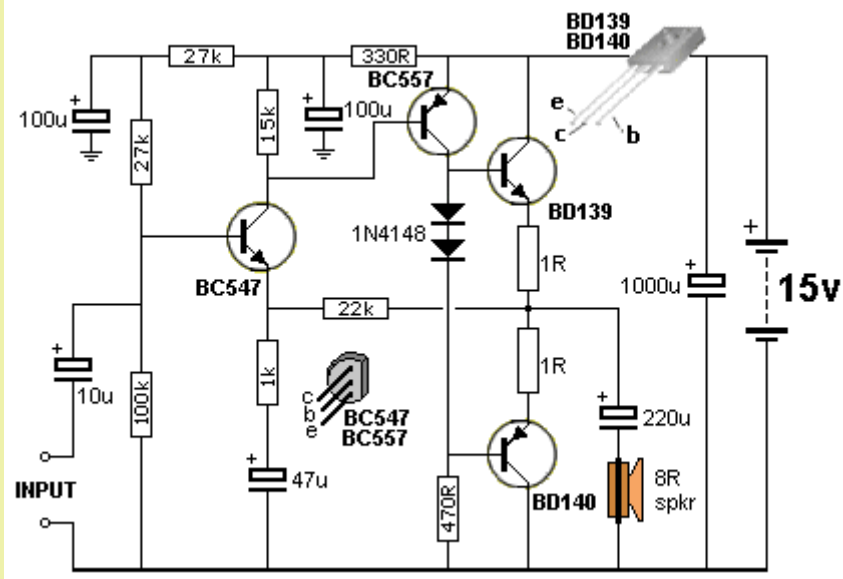 BD139
BD140
27k
330R
BC557
100u
27k
15k
100u
e
c
b
BD139
1N4148
1R
BC547
22k
1000u
+
15v
10u
100k
1k
c
b
e
BC547
BC557
1R
220u
INPUT
47u
470R
BD140
8R
spkr